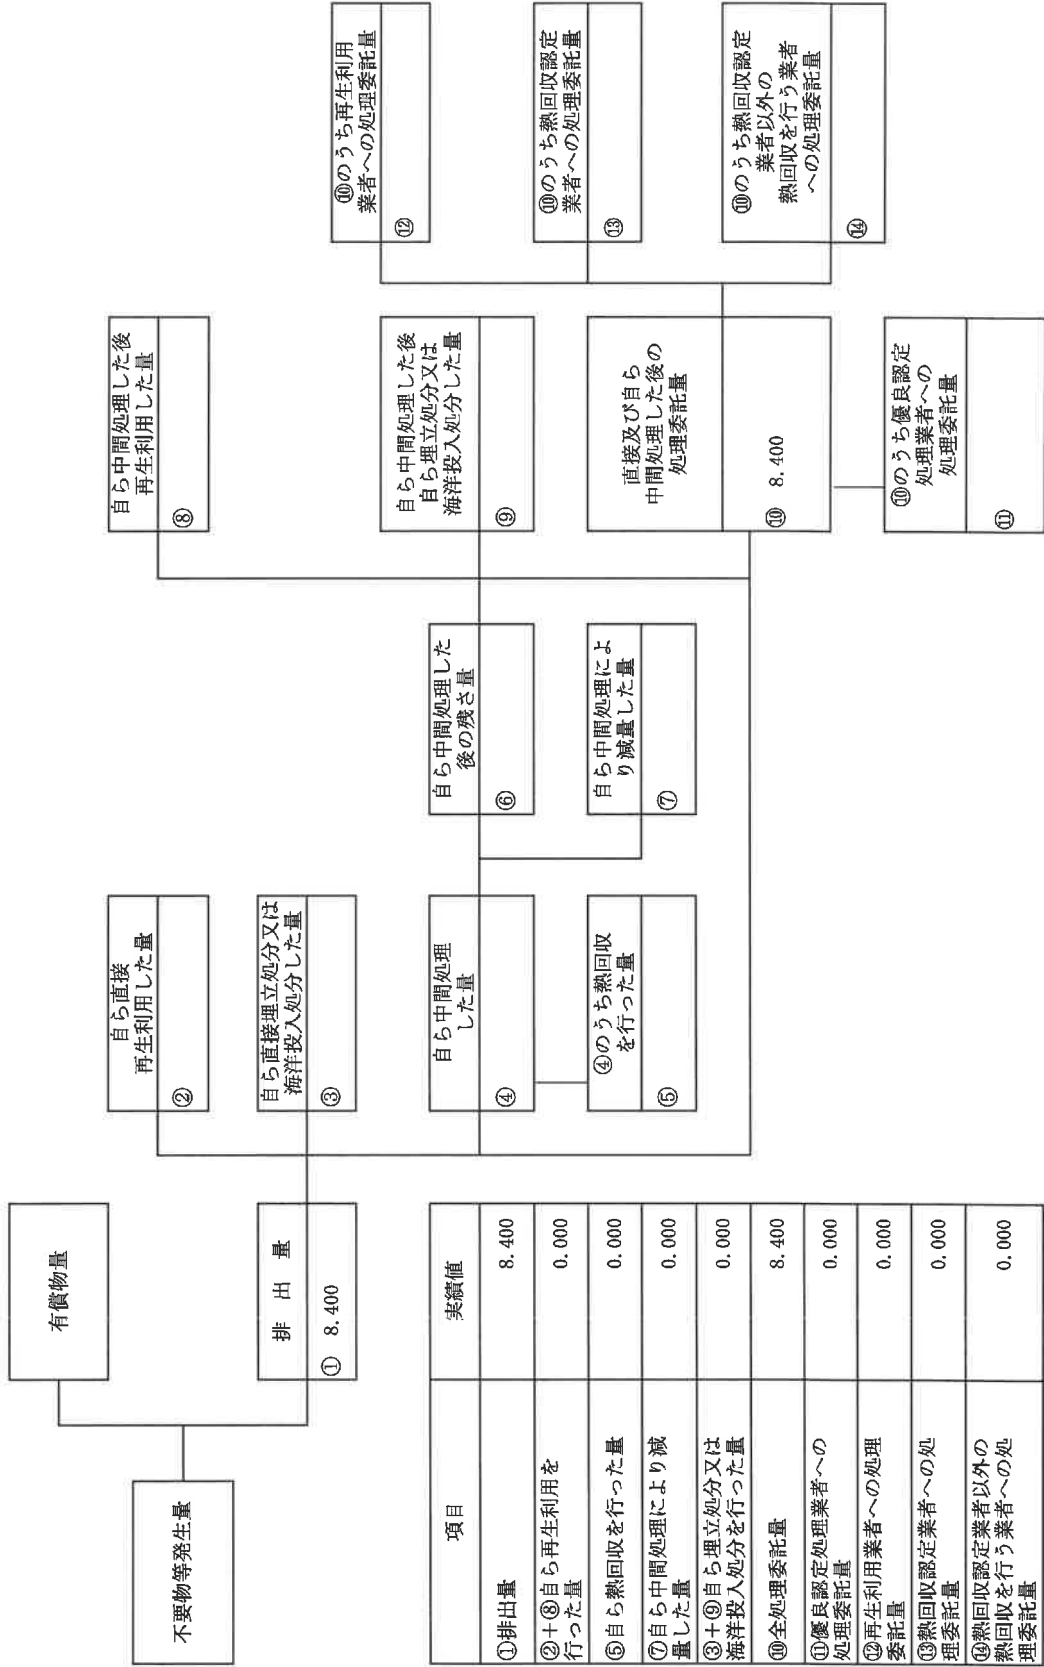 不要物等発生量
有償物量
排 出 量
① 8.400
自ら直接
再生利用した量
②
自ら直接埋立処分又は
海洋投入処分した量
③
自ら中間処理
した量
④
④のうち熱回収
を行った量
⑤
自ら中間処理した
後の残さ量
⑥
自ら中間処理によ
り減量した量
⑦
自ら中間処理した後
再生利用した量
⑧
自ら中間処理した後
自ら埋立処分又は
海洋投入処分した量
⑨
直接及び自ら
中間処理した後の
処理委託量
⑩ 8.400
⑩のうち優良認定
処理業者への
処理委託量
⑪
⑩のうち再生利用
業者への処理委託量
⑫
⑩のうち熱回収認定
業者への処理委託量
⑬
⑩のうち熱回収認定
業者以外の
熱回収を行う業者
への処理委託量
⑭
項目 実績値
①排出量 8.400
②+⑧自ら再生利用を
行った量 0.000
⑤自ら熱回収を行った量 0.000
⑦自ら中間処理により減
量した量 0.000
③+⑨自ら埋立処分又は
海洋投入処分を行った量 0.000
⑩全処理委託量 8.400
⑪優良認定処理業者への
処理委託量 0.000
⑫再生利用業者への処理
委託量 0.000
⑬熱回収認定業者への処
理委託量 0.000
⑭熱回収認定業者以外の
熱回収を行う業者への処
理委託量 0.000